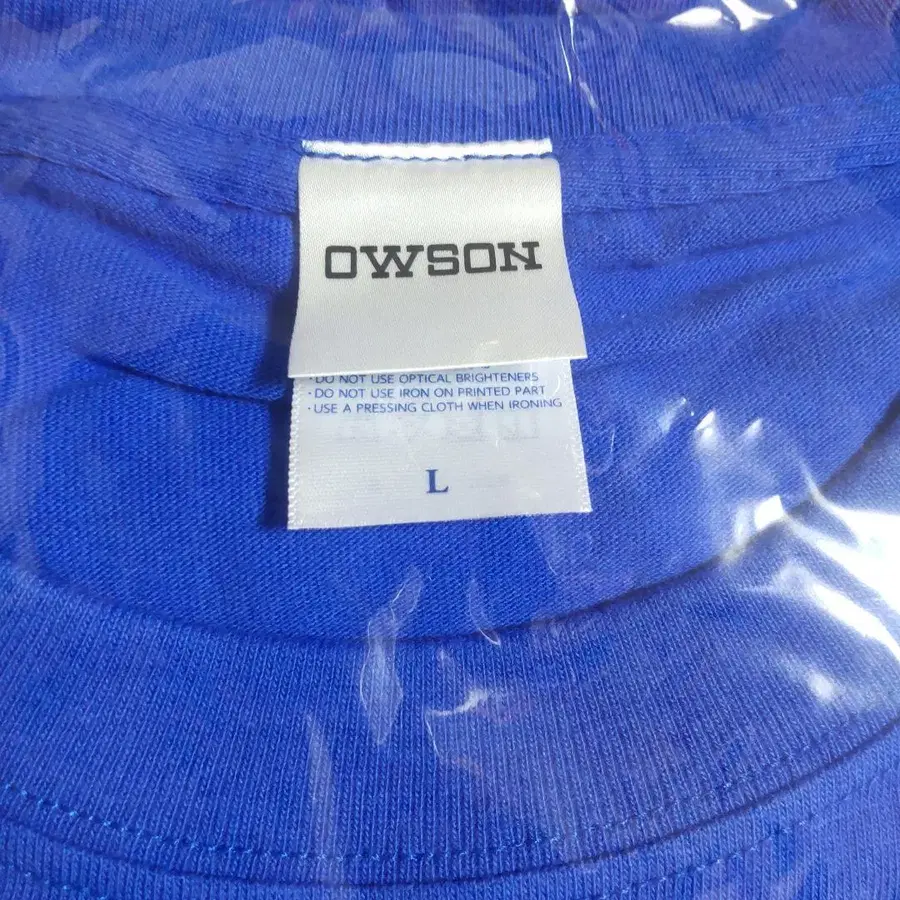 OWSON
· DO NOT USE OPTICAL BRIGHTENERS
· DO NOT USE IRON ON PRINTED PART
· USE A PRESSING CLOTH WHEN IRONING
L